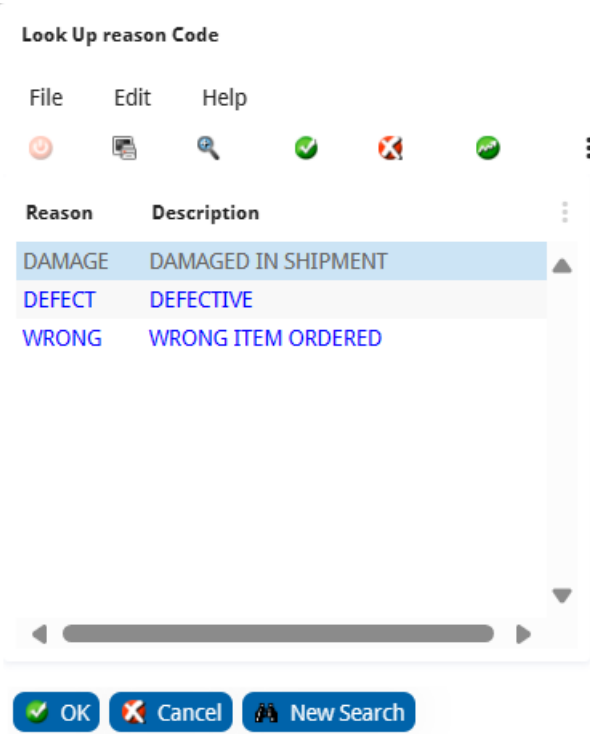 Look Up reason Code
File Edit Help
Reason Description
DAMAGE DAMAGED IN SHIPMENT
DEFECT DEFECTIVE
WRONG WRONG ITEM ORDERED
OK Cancel New Search